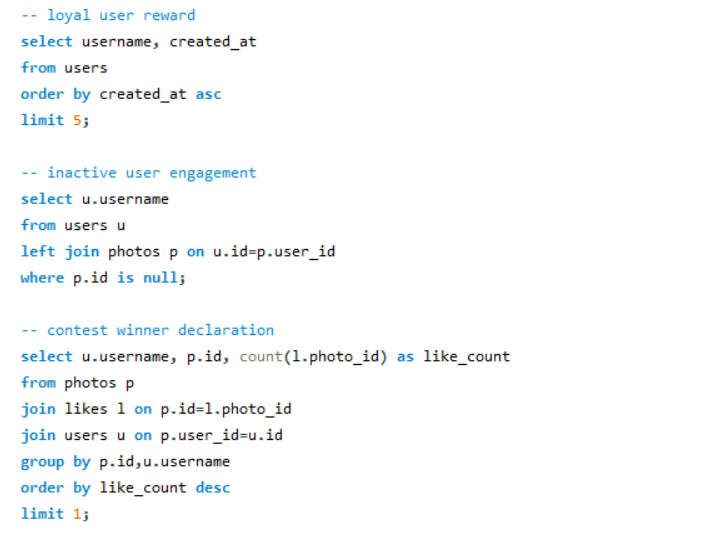 -- loyal user reward
select username, created_at
from users
order by created_at asc
limit 5;
-- inactive user engagement
select u.username
from users u
left join photos p on u.id=p.user_id
where p.id is null;
-- contest winner declaration
select u.username, p.id, count(l.photo_id) as like_count
from photos p
join likes l on p.id=l.photo_id
join users u on p.user_id=u.id
group by p.id,u.username
order by like_count desc
limit 1;